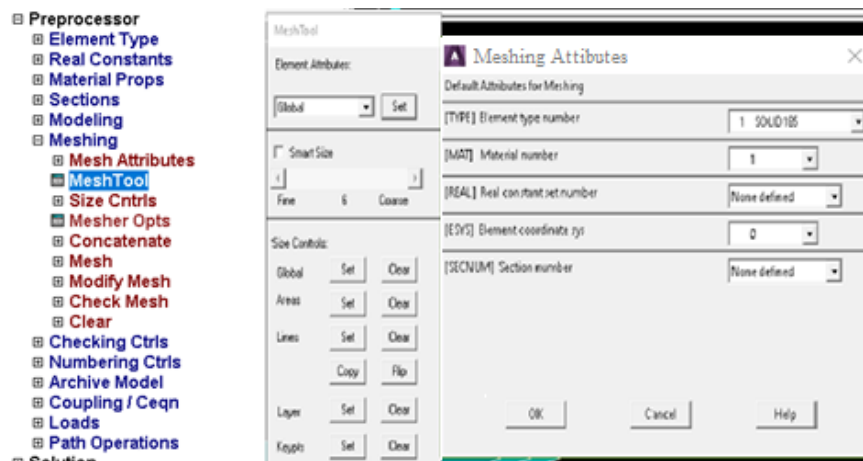 Preprocessor
Element Type
Real Constants
Material Props
Sections
Modeling
Meshing
Mesh Attributes
MeshTool
Size Cntrls
Mesher Opts
Concatenate
Mesh
Modify Mesh
Check Mesh
Clear
Checking Ctrls
Numbering Ctrls
Archive Model
Coupling / Ceqn
Loads
Path Operations
Solution
MeshTool
Element Attributes:
Global Set
Smart Size
Fine 6 Coarse
Size Controls:
Global Set Clear
Areas Set Clear
Lines Set Clear
Copy Flip
Layer Set Clear
Keypts Set Clear
Meshing Attibutes
Default Attributes for Meshing
[TYPE] Element type number 1 SOLID185
[MAT] Material number 1
[REAL] Real constant set number None defined
[ESYS] Element coordinate sys 0
[SECNUM] Section number None defined
OK Cancel Help